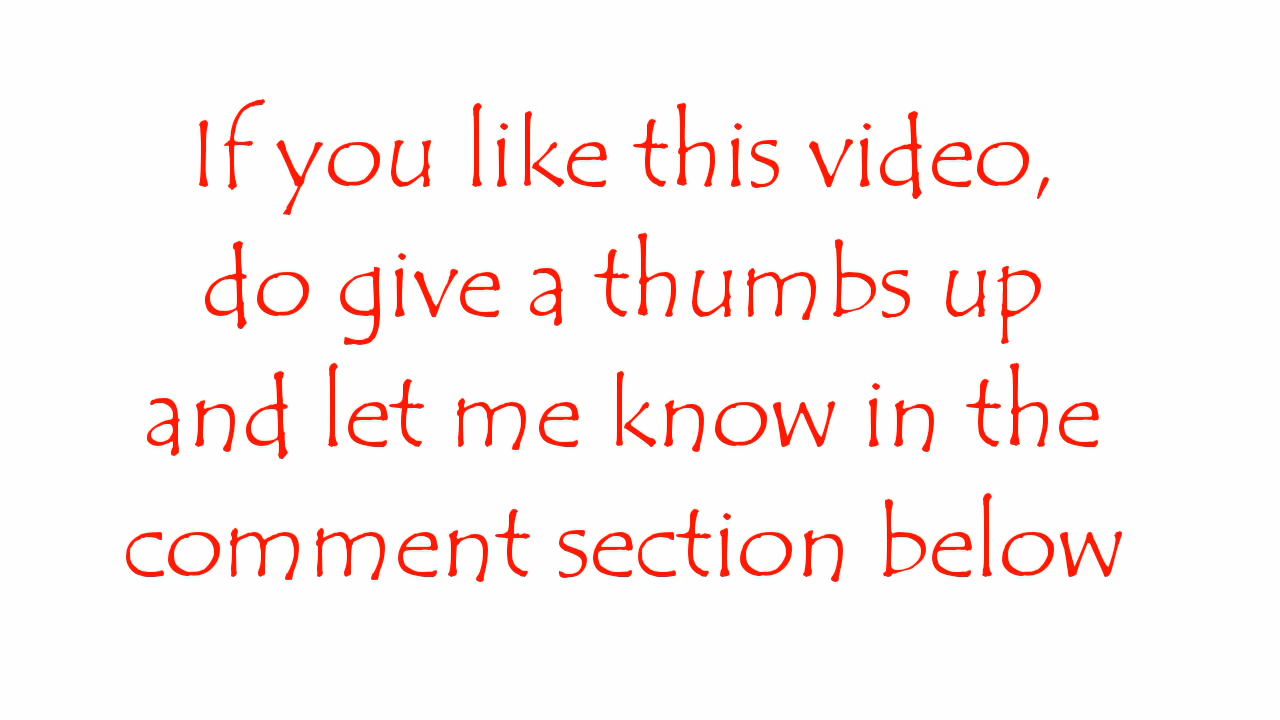 If you like this video,
do give a thumbs up
and let me know in the
comment section below